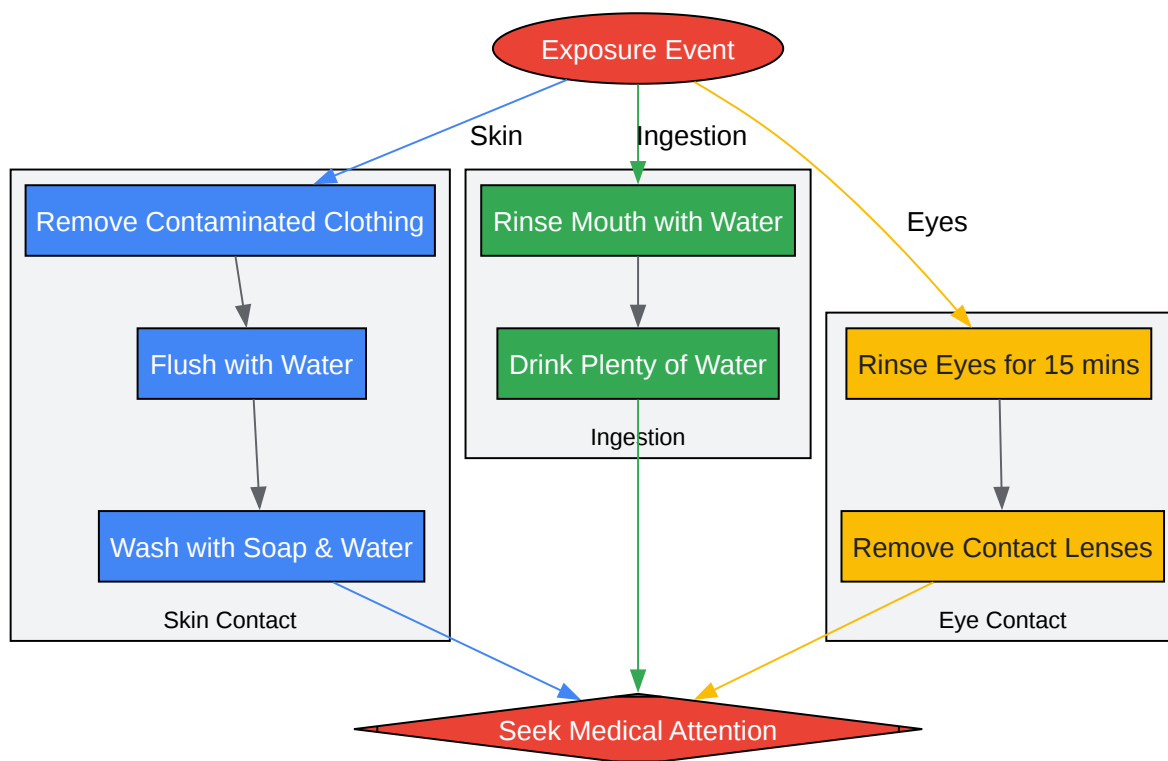 Exposure Event
Skin
Ingestion
Eyes
Remove Contaminated Clothing
Rinse Mouth with Water
Flush with Water
Drink Plenty of Water
Rinse Eyes for 15 mins
Ingestion
Wash with Soap & Water
Remove Contact Lenses
Skin Contact
Eye Contact
Seek Medical Attention